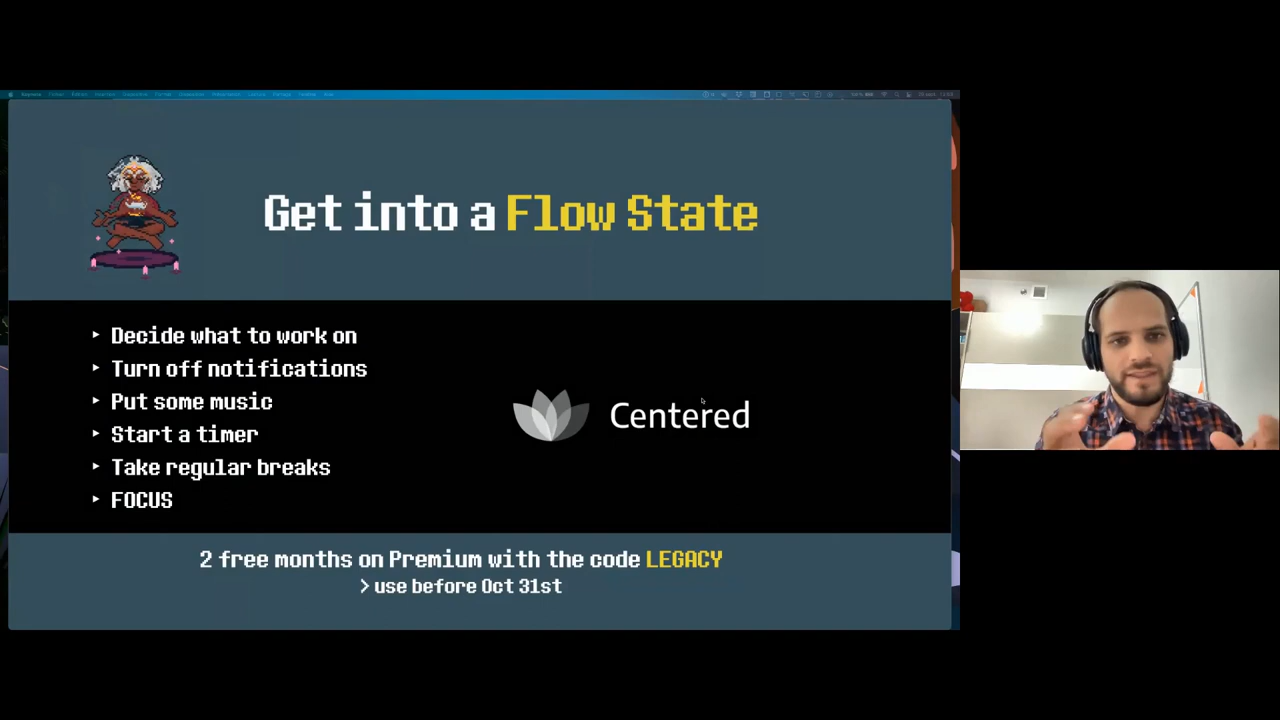 Get into a Flow State
‣ Decide what to work on
‣ Turn off notifications
‣ Put some music
‣ Start a timer
‣ Take regular breaks
‣ FOCUS
Centered
2 free months on Premium with the code LEGACY
> use before Oct 31st